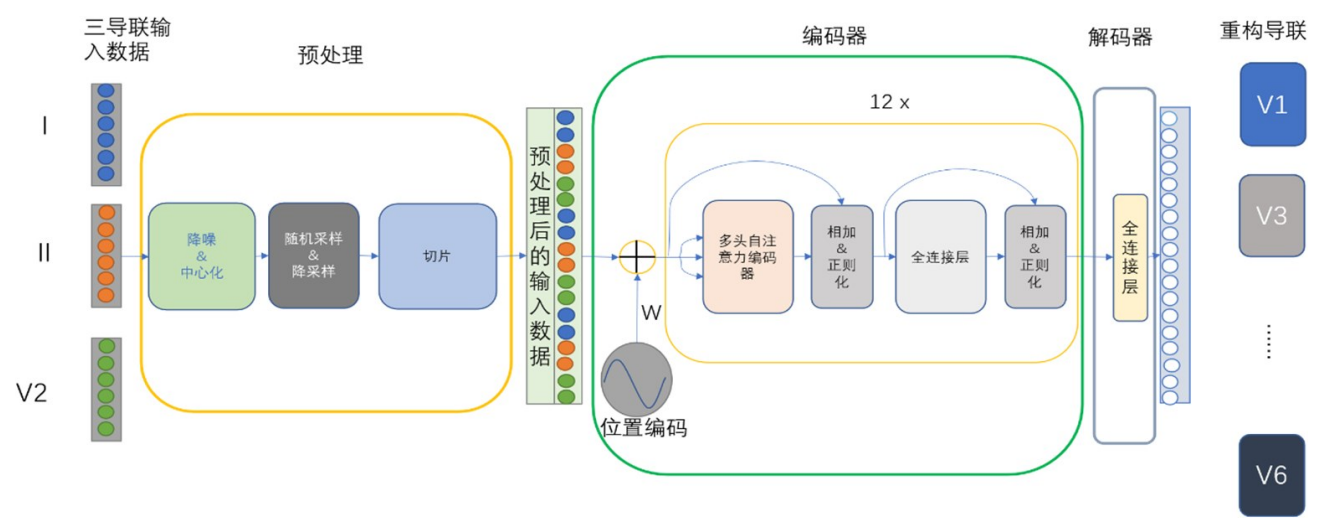 三导联输
入数据
I
II
V2
预处理
降噪
&
中心化
随机采样
&
降采样
切片
预处理后的输入数据
编码器
12 x
W
位置编码
多头自注
意力编码
器
相加
&
正则
化
全连接层
相加
&
正则
化
解码器
全连接层
重构导联
V1
V3
......
V6